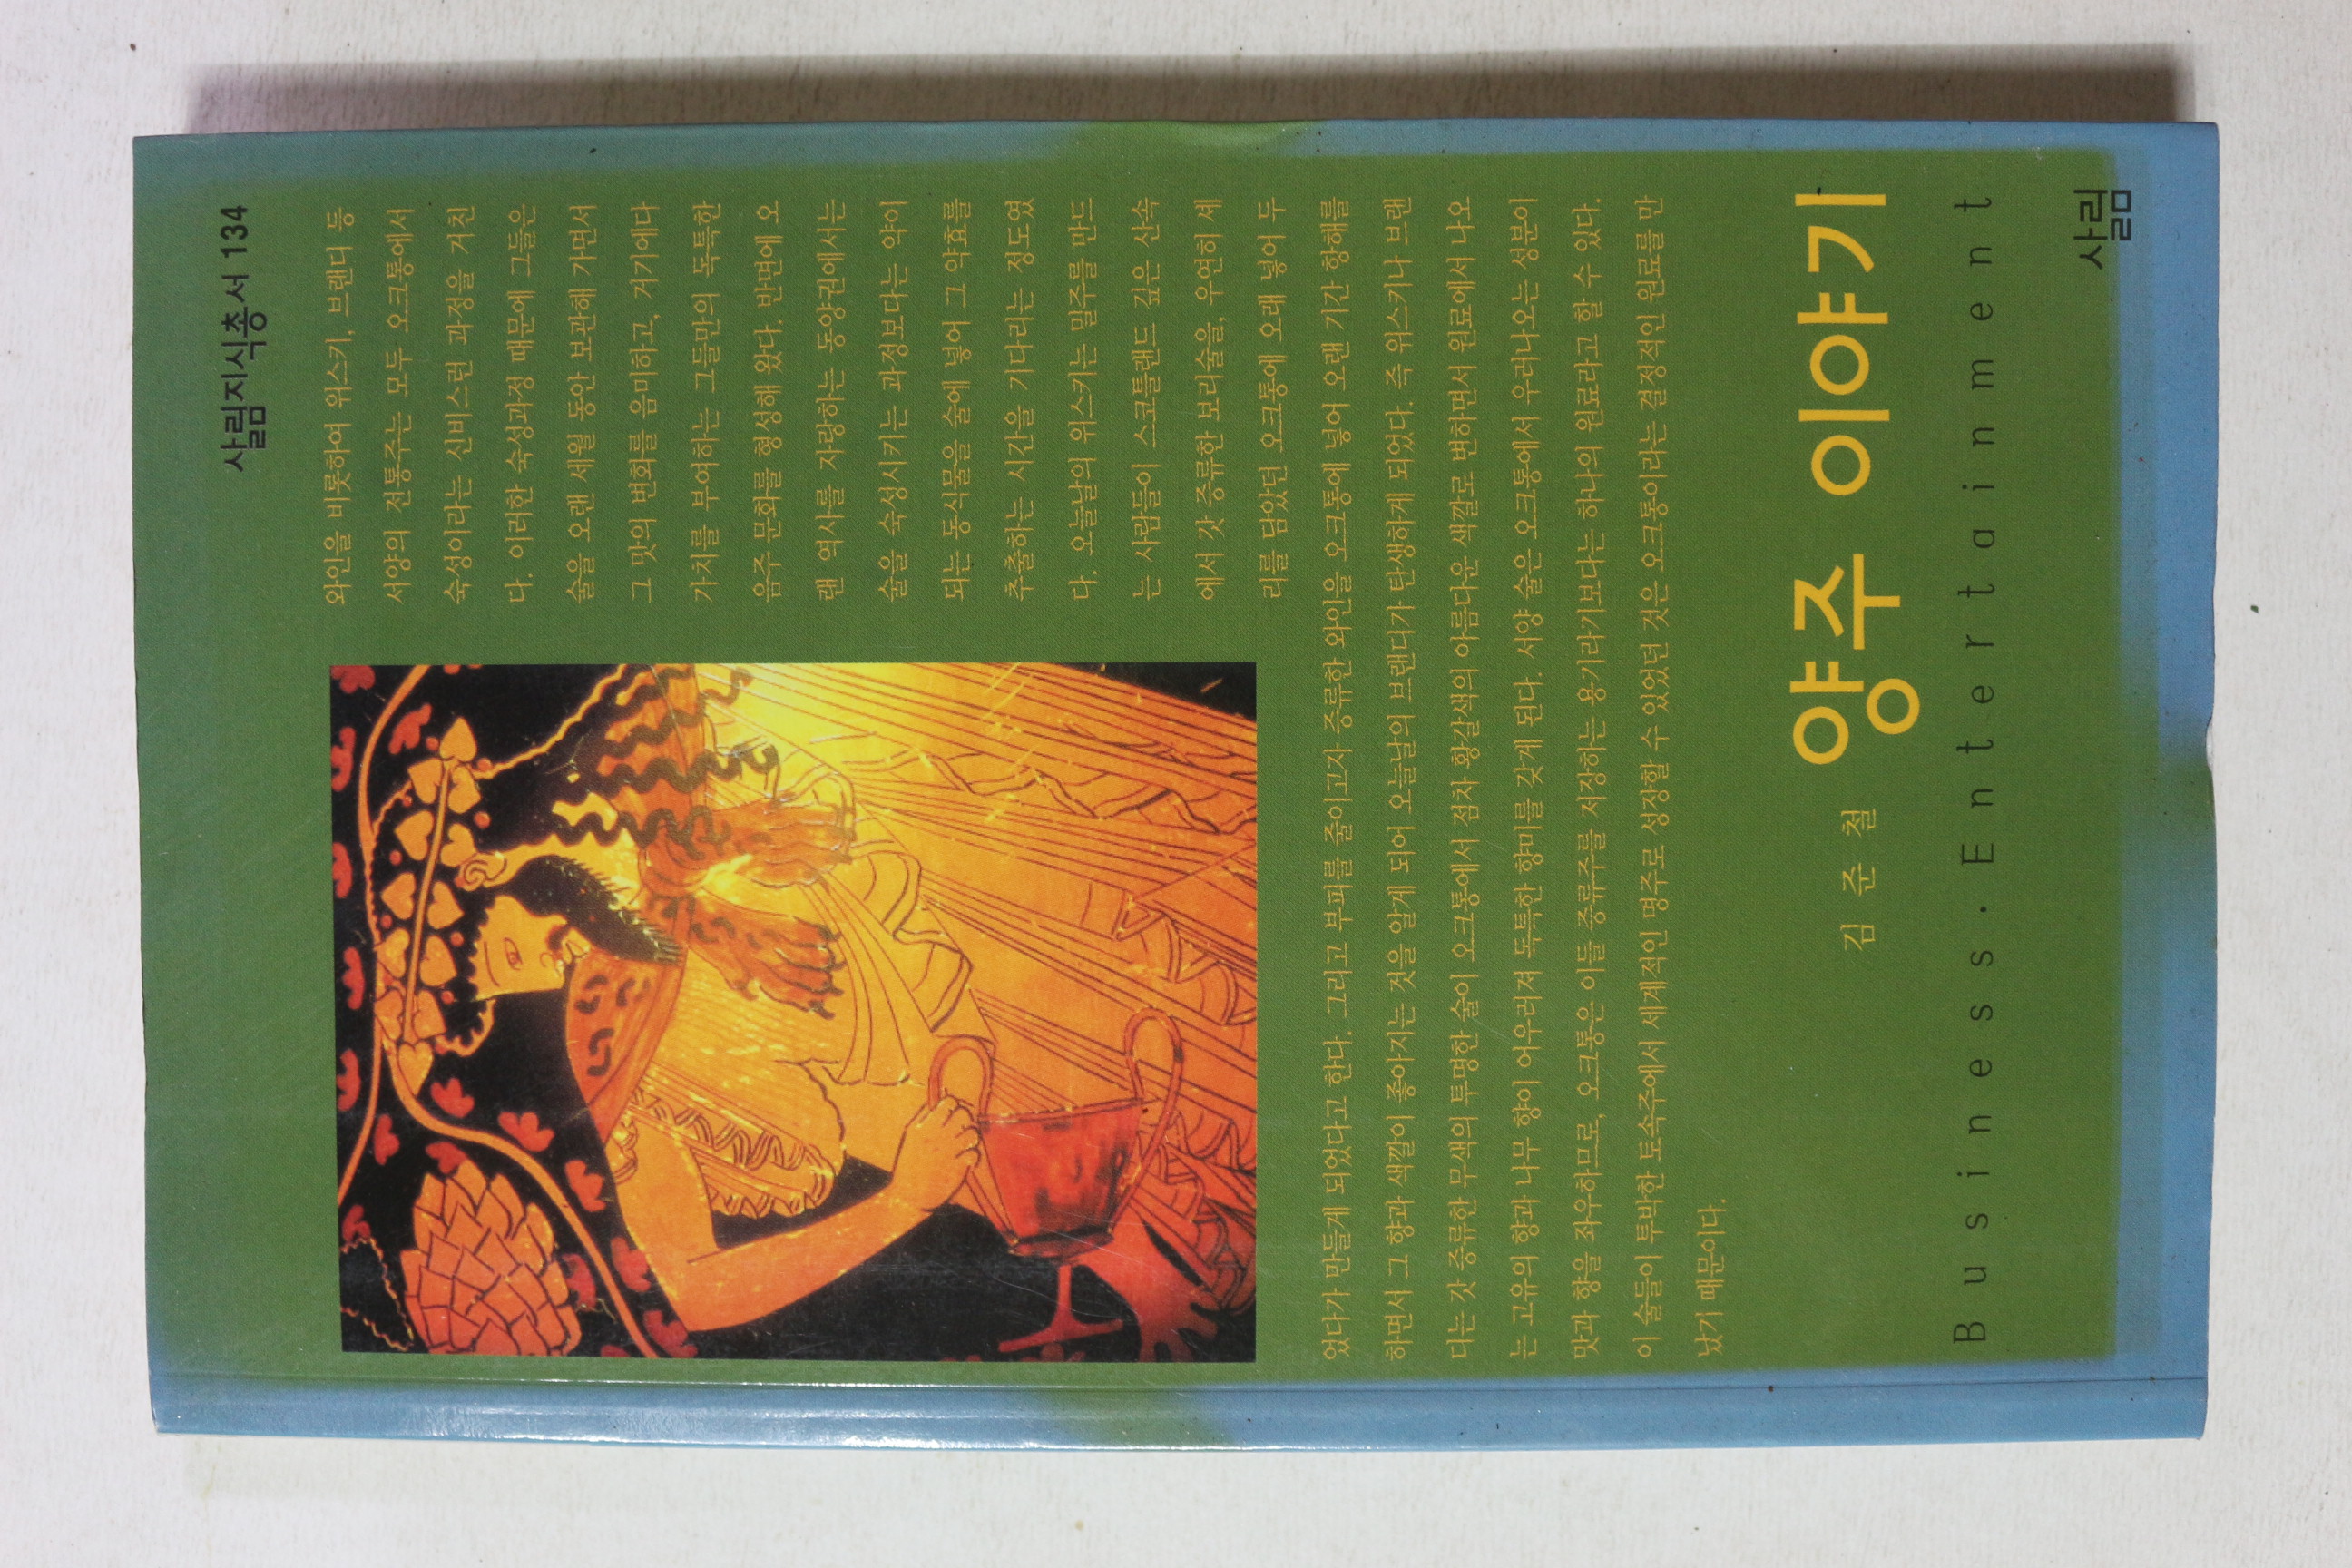 살림지식총서 134
와인을 비롯하여 위스키, 브랜디 등
서양의 전통주는 모두 오크통에서
숙성이라는 신비스런 과정을 거친
다. 이러한 숙성과정 때문에 그들은
술을 오랜 세월 동안 보관해 가면서
그 맛의 변화를 음미하고, 거기에다
가치를 부여하는 그들만의 독특한
음주 문화를 형성해 왔다. 반면에 오
랜 역사를 자랑하는 동양권에서는
술을 숙성시키는 과정보다는 약이
되는 동식물을 술에 넣어 그 약효를
추출하는 시간을 기다리는 정도였
다. 오늘날의 위스키는 밀주를 만드
는 사람들이 스코틀랜드 깊은 산속
에서 갓 증류한 보리술을, 우연히 셰
리를 담았던 오크통에 오래 넣어 두
었다가 만들게 되었다고 한다. 그리고 부피를 줄이고자 증류한 와인을 오크통에 넣어 오랜 기간 항해를
하면서 그 향과 색깔이 좋아지는 것을 알게 되어 오늘날의 브랜디가 탄생하게 되었다. 즉 위스키나 브랜
디는 갓 증류한 무색의 투명한 술이 오크통에서 점차 황갈색의 아름다운 색깔로 변하면서 원료에서 나오
는 고유의 향과 나무 향이 어우러져 독특한 향미를 갖게 된다. 서양 술은 오크통에서 우러나오는 성분이
맛과 향을 좌우하므로, 오크통은 이들 증류주를 저장하는 용기라기보다는 하나의 원료라고 할 수 있다.
이 술들이 투박한 토속주에서 세계적인 명주로 성장할 수 있었던 것은 오크통이라는 결정적인 원료를 만
났기 때문이다.
김준철 양주 이야기
Business·Entertainment
살림